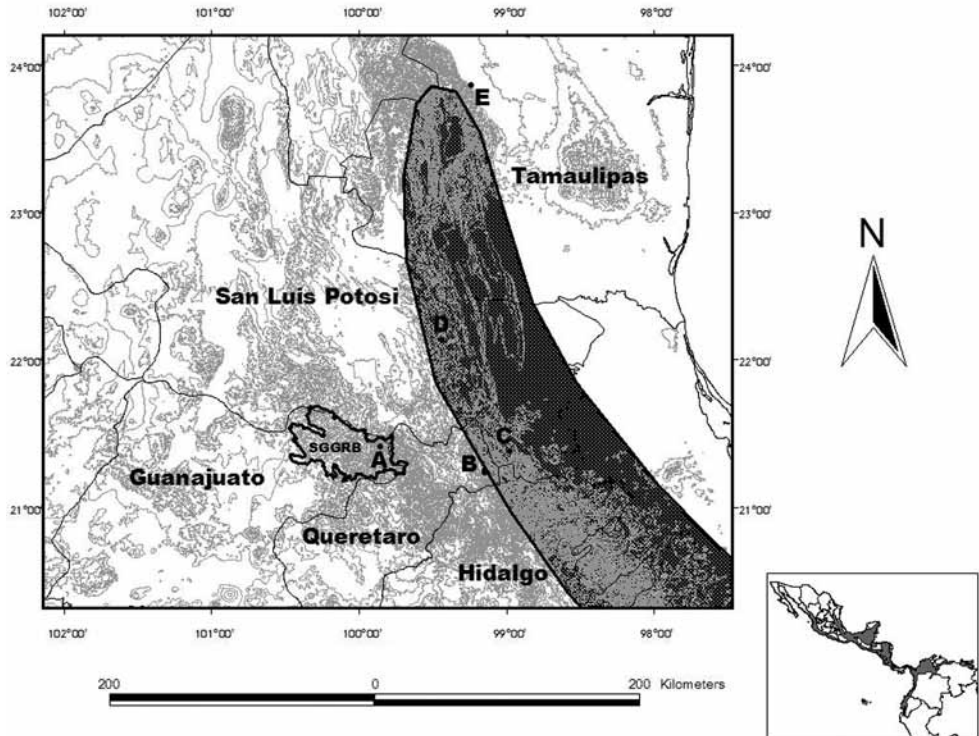 102°00' 101°00' 100°00' 99°00' 98°00'
24°00' 24°00'
E
Tamaulipas
N
23°00' 23°00'
San Luis Potosi
D
22°00' 22°00'
C
SGGRB A B
Guanajuato
21°00' 21°00'
Queretaro
Hidalgo
102°00' 101°00' 100°00' 99°00' 98°00'
200 0 200 Kilometers